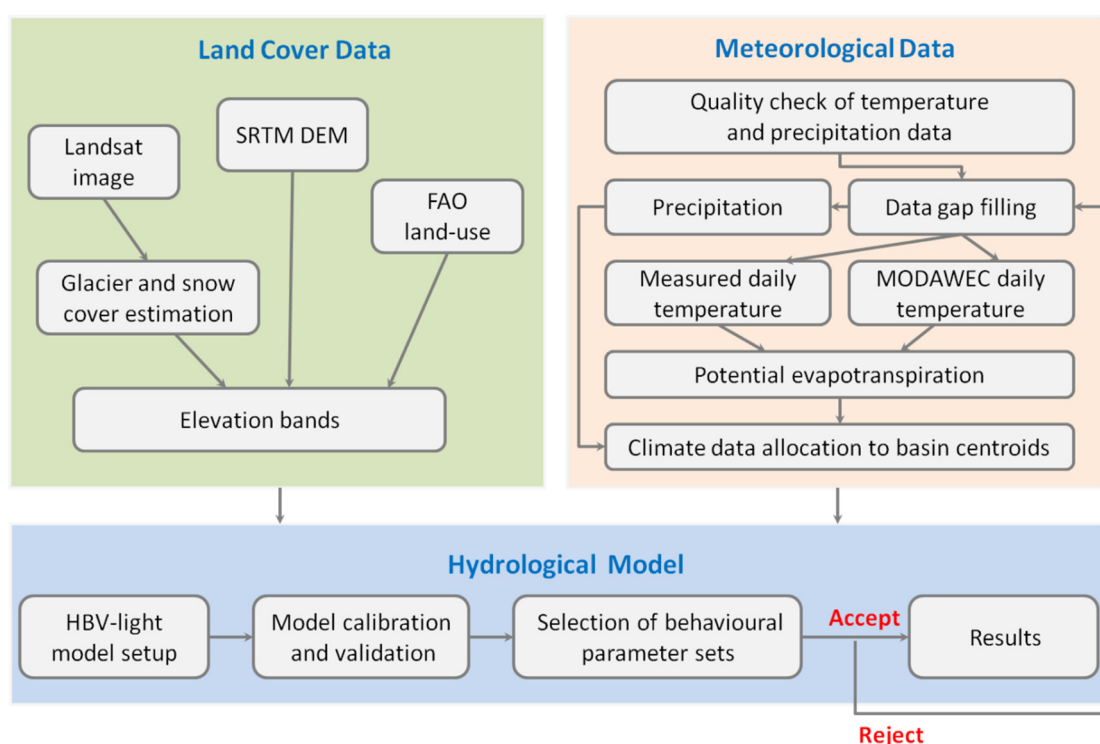 Land Cover Data
SRTM DEM
Landsat
image
FAO
land-use
Glacier and snow
cover estimation
Elevation bands
Meteorological Data
Quality check of temperature
and precipitation data
Precipitation
Data gap filling
Measured daily
temperature
MODAWEC daily
temperature
Potential evapotranspiration
Climate data allocation to basin centroids
Hydrological Model
HBV-light
model setup
Model calibration
and validation
Selection of behavioural
parameter sets
Accept
Results
Reject